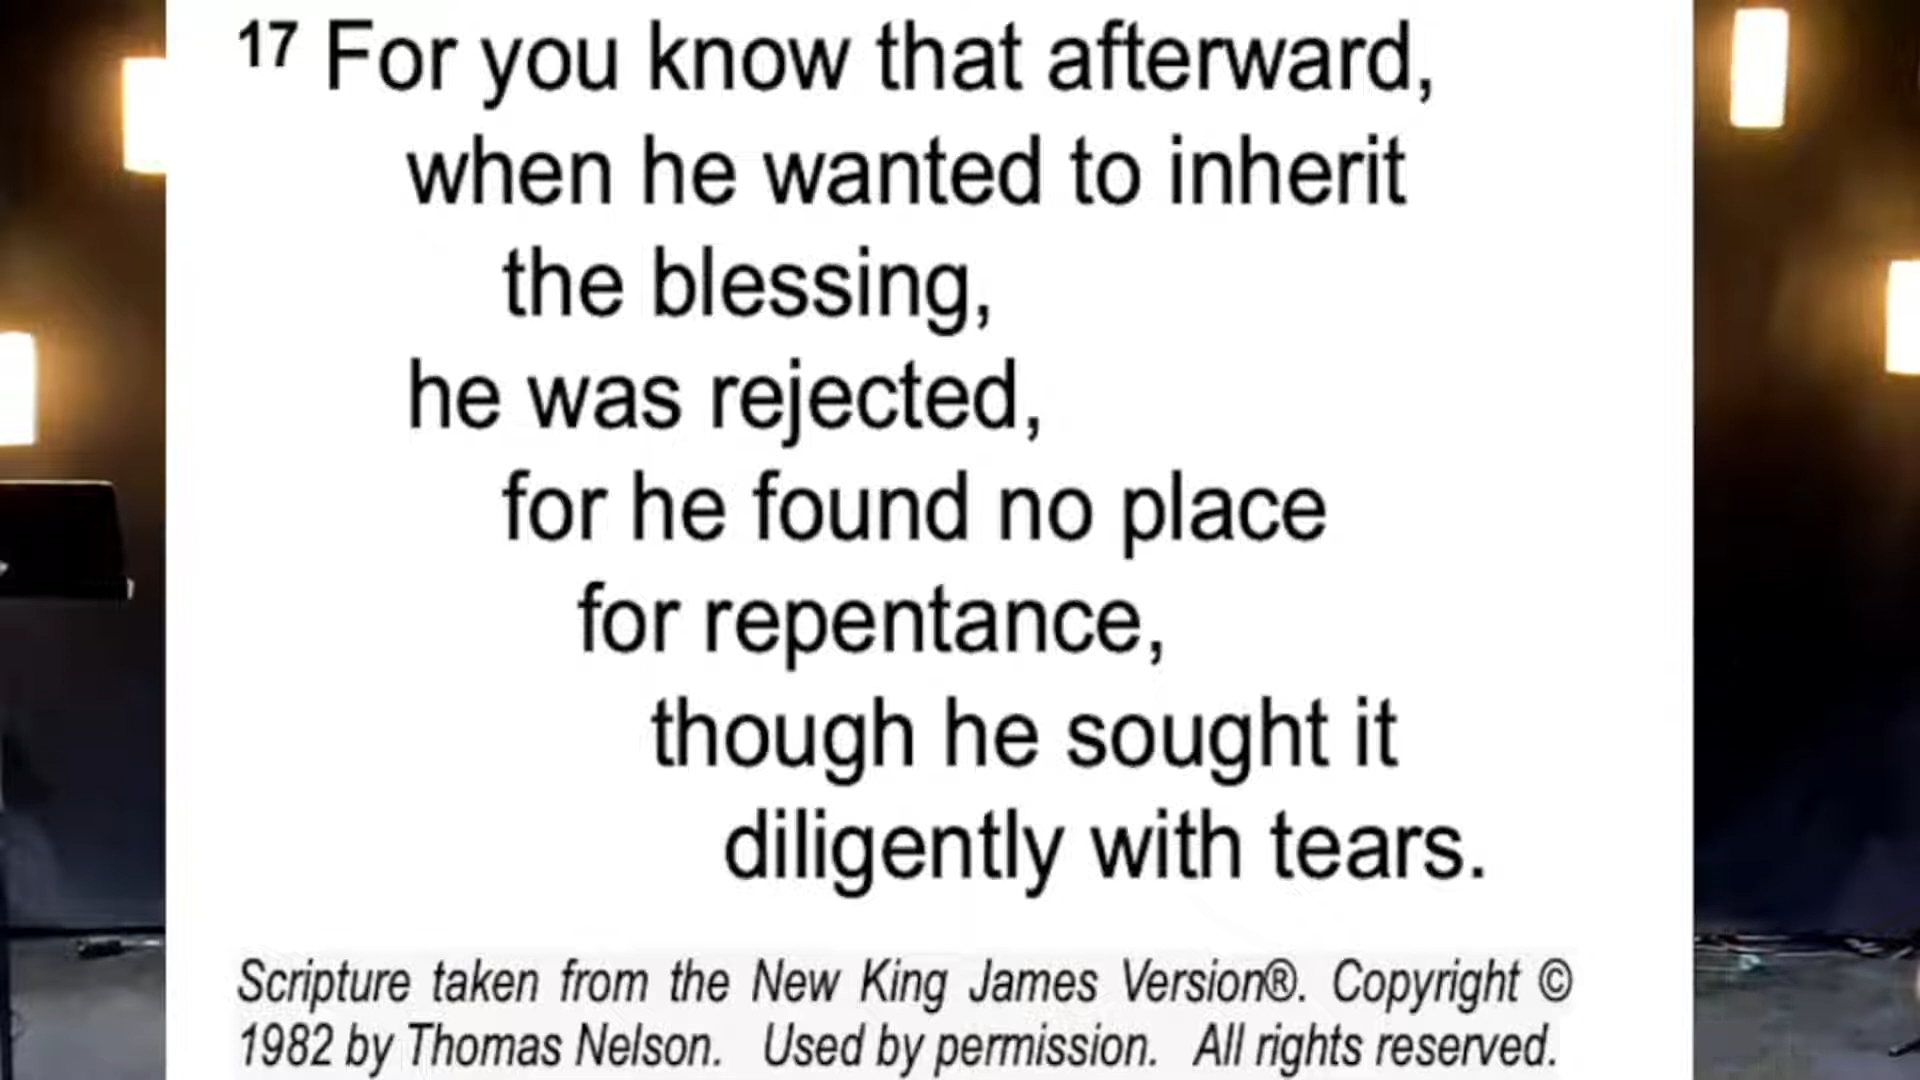 17 For you know that afterward,
when he wanted to inherit
the blessing,
he was rejected,
for he found no place
for repentance,
though he sought it
diligently with tears.
Scripture taken from the New King James Version®. Copyright ©
1982 by Thomas Nelson. Used by permission. All rights reserved.